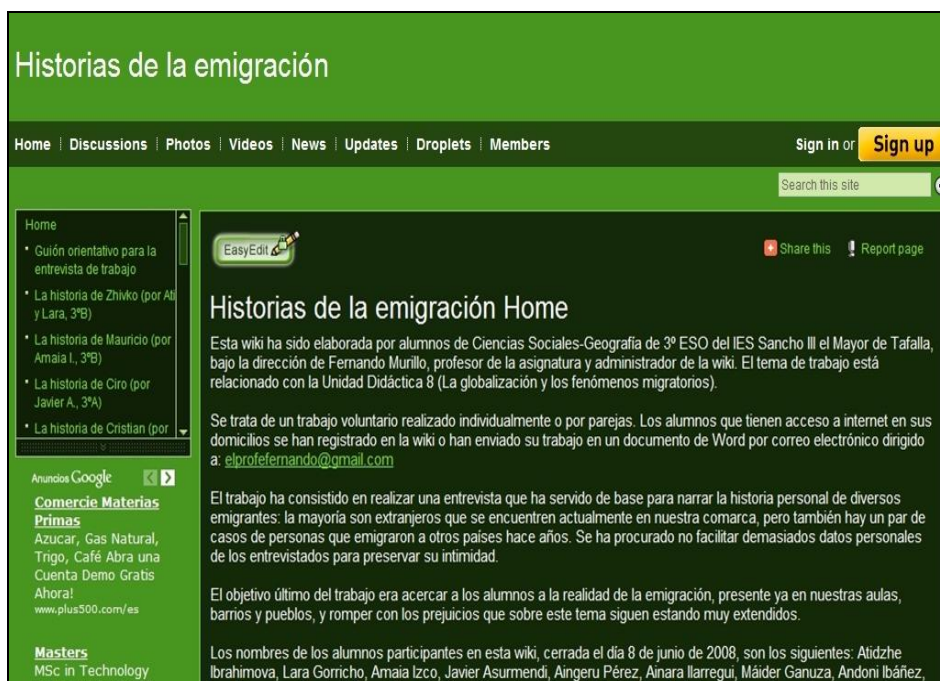 Historias de la emigración
Home Discussions Photos Videos News Updates Droplets Members
Sign in or Sign up
Search this site
Home
Guión orientativo para la
entrevista de trabajo
La historia de Zhivko (por Ati
y Lara, 3ºB)
La historia de Mauricio (por
Amaia I., 3ºB)
La historia de Ciro (por
Javier A., 3ºA)
La historia de Cristian (por
Anuncios Google
Comercie Materias
Primas
Azucar, Gas Natural,
Trigo, Café Abra una
Cuenta Demo Gratis
Ahora!
www.plus500.com/es
Masters
MSc in Technology
EasyEdit
Share this Report page
Historias de la emigración Home
Esta wiki ha sido elaborada por alumnos de Ciencias Sociales-Geografía de 3º ESO del IES Sancho III el Mayor de Tafalla,
bajo la dirección de Fernando Murillo, profesor de la asignatura y administrador de la wiki. El tema de trabajo está
relacionado con la Unidad Didáctica 8 (La globalización y los fenómenos migratorios).
Se trata de un trabajo voluntario realizado individualmente o por parejas. Los alumnos que tienen acceso a internet en sus
domicilios se han registrado en la wiki o han enviado su trabajo en un documento de Word por correo electrónico dirigido
a: elprofefernando@gmail.com
El trabajo ha consistido en realizar una entrevista que ha servido de base para narrar la historia personal de diversos
emigrantes: la mayoría son extranjeros que se encuentren actualmente en nuestra comarca, pero también hay un par de
casos de personas que emigraron a otros países hace años. Se ha procurado no facilitar demasiados datos personales
de los entrevistados para preservar su intimidad.
El objetivo último del trabajo era acercar a los alumnos a la realidad de la emigración, presente ya en nuestras aulas,
barrios y pueblos, y romper con los prejuicios que sobre este tema siguen estando muy extendidos.
Los nombres de los alumnos participantes en esta wiki, cerrada el día 8 de junio de 2008, son los siguientes: Atidzhe
Ibrahimova, Lara Gorricho, Amaia Izco, Javier Asurmendi, Aingeru Pérez, Ainara Ilarregui, Máider Ganuza, Andoni Ibáñez,